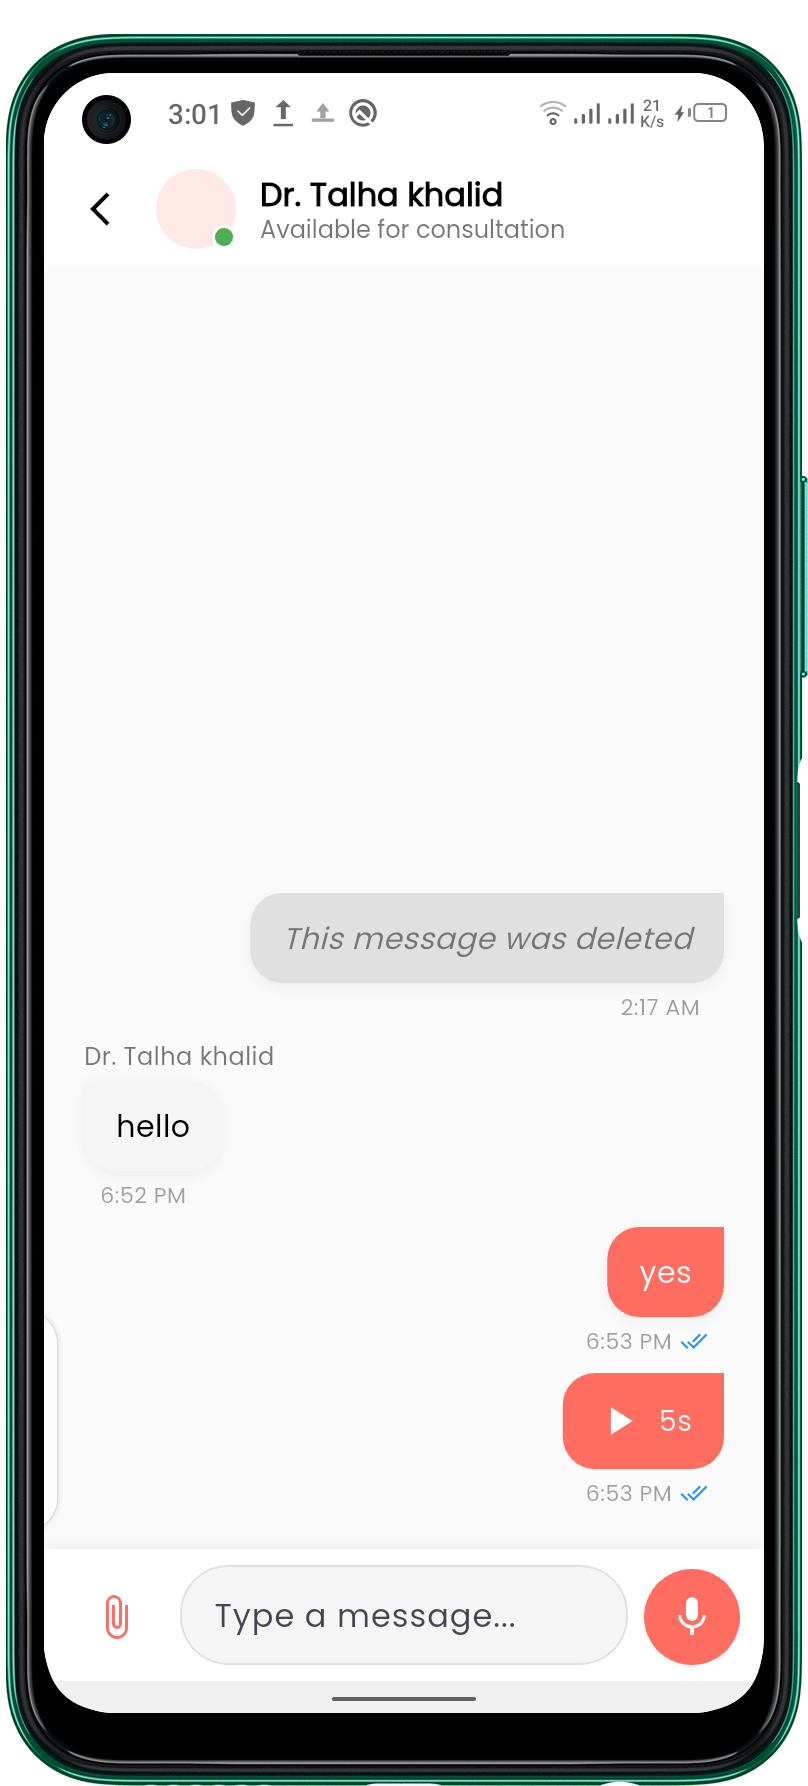 3:01
21
K/s
1
Dr. Talha khalid
Available for consultation
This message was deleted
2:17 AM
Dr. Talha khalid
hello
6:52 PM
yes
6:53 PM
5s
6:53 PM
Type a message...